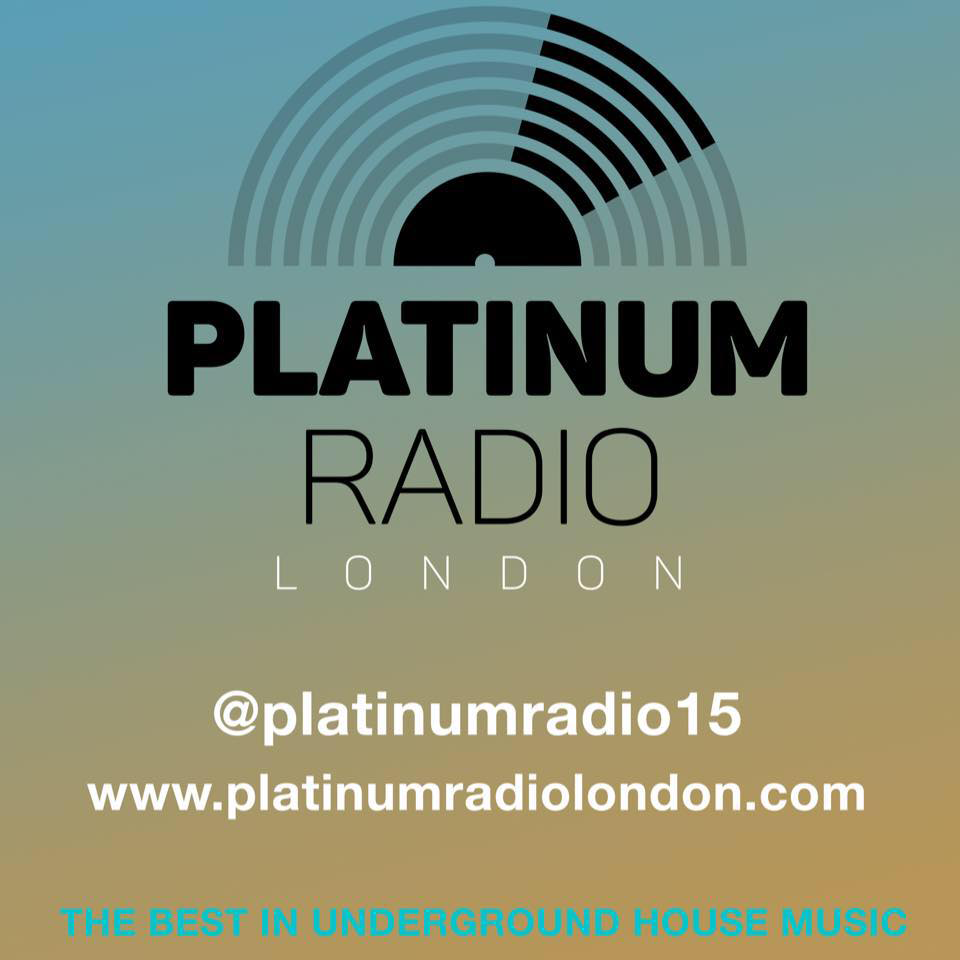 PLATINUM
RADIO
LONDON
@platinumradio15
www.platinumradiolondon.com
THE BEST IN UNDERGROUND HOUSE MUSIC